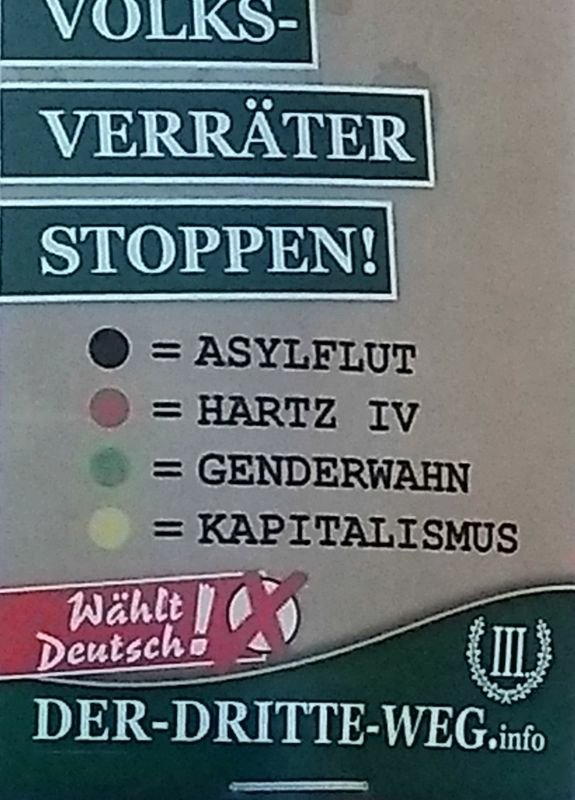 VOLKS-
VERRÄTER
STOPPEN!
= ASYLFLUT
= HARTZ IV
= GENDERWAHN
= KAPITALISMUS
Wählt
Deutsch!
III
DER-DRITTE-WEG.info